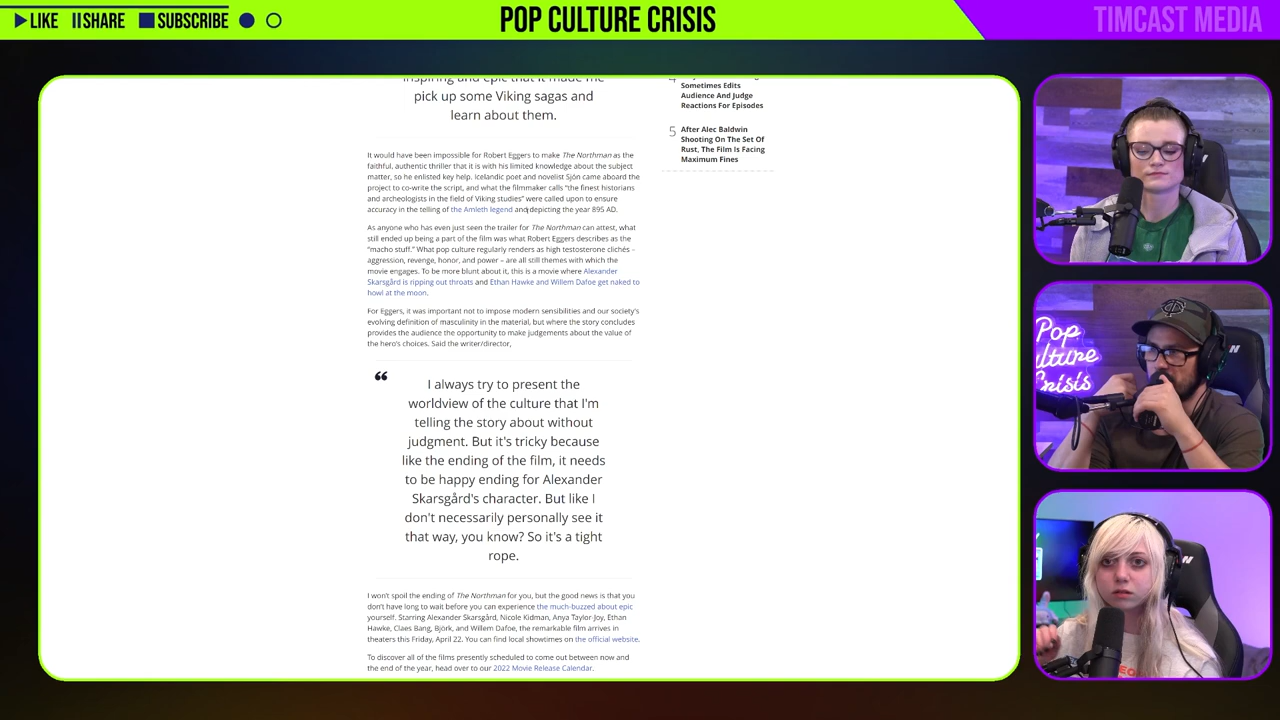 LIKE SHARE SUBSCRIBE
POP CULTURE CRISIS
TIMCAST MEDIA
inspiring and epic that it made me
pick up some Viking sagas and
learn about them.
It would have been impossible for Robert Eggers to make The Northman as the
faithful, authentic thriller that it is with his limited knowledge about the subject
matter, so he enlisted key help. Icelandic poet and novelist Sjón came aboard the
project to co-write the script, and what the filmmaker calls "the finest historians
and archeologists in the field of Viking studies" were called upon to ensure
accuracy in the telling of the Amleth legend and depicting the year 895 AD.
As anyone who has even just seen the trailer for The Northman can attest, what
still ended up being a part of the film was what Robert Eggers describes as the
"macho stuff." What pop culture regularly renders as high testosterone clichés –
aggression, revenge, honor, and power – are all still themes with which the
movie engages. To be more blunt about it, this is a movie where Alexander
Skarsgård is ripping out throats and Ethan Hawke and Willem Dafoe get naked to
howl at the moon.
For Eggers, it was important not to impose modern sensibilities and our society's
evolving definition of masculinity in the material, but where the story concludes
provides the audience the opportunity to make judgements about the value of
the hero's choices. Said the writer/director,
“ I always try to present the
worldview of the culture that I'm
telling the story about without
judgment. But it's tricky because
like the ending of the film, it needs
to be happy ending for Alexander
Skarsgård's character. But like I
don't necessarily personally see it
that way, you know? So it's a tight
rope.
I won't spoil the ending of The Northman for you, but the good news is that you
don't have long to wait before you can experience the much-buzzed about epic
yourself. Starring Alexander Skarsgård, Nicole Kidman, Anya Taylor-Joy, Ethan
Hawke, Claes Bang, Björk, and Willem Dafoe, the remarkable film arrives in
theaters this Friday, April 22. You can find local showtimes on the official website.
To discover all of the films presently scheduled to come out between now and
the end of the year, head over to our 2022 Movie Release Calendar.
Sometimes Edits
Audience And Judge
Reactions For Episodes
5 After Alec Baldwin
Shooting On The Set Of
Rust, The Film Is Facing
Maximum Fines
Pop
ulture
Crisis